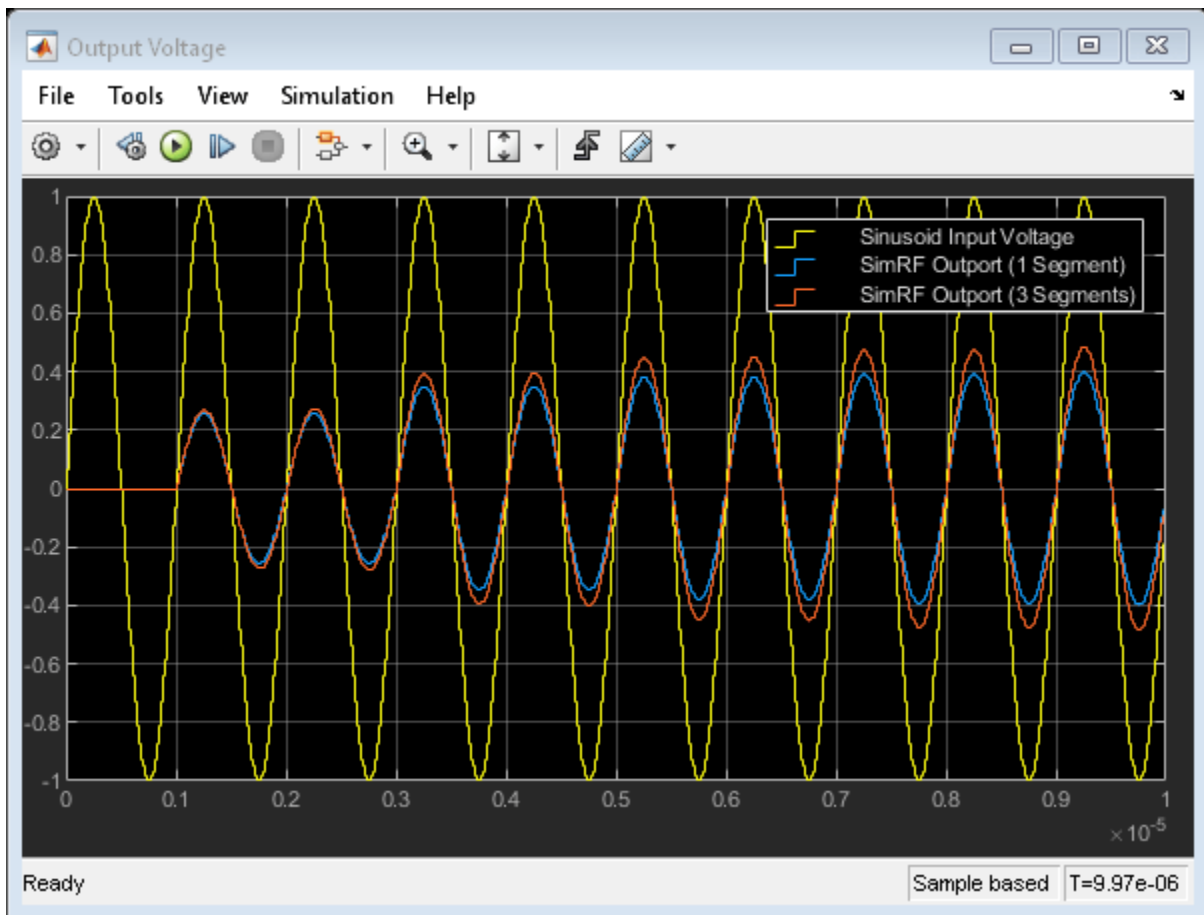 Output Voltage
File Tools View Simulation Help
Sinusoid Input Voltage
SimRF Outport (1 Segment)
SimRF Outport (3 Segments)
1
0.8
0.6
0.4
0.2
0
-0.2
-0.4
-0.6
-0.8
-1
0 0.1 0.2 0.3 0.4 0.5 0.6 0.7 0.8 0.9 1
×10⁻⁵
Ready Sample based T=9.97e-06